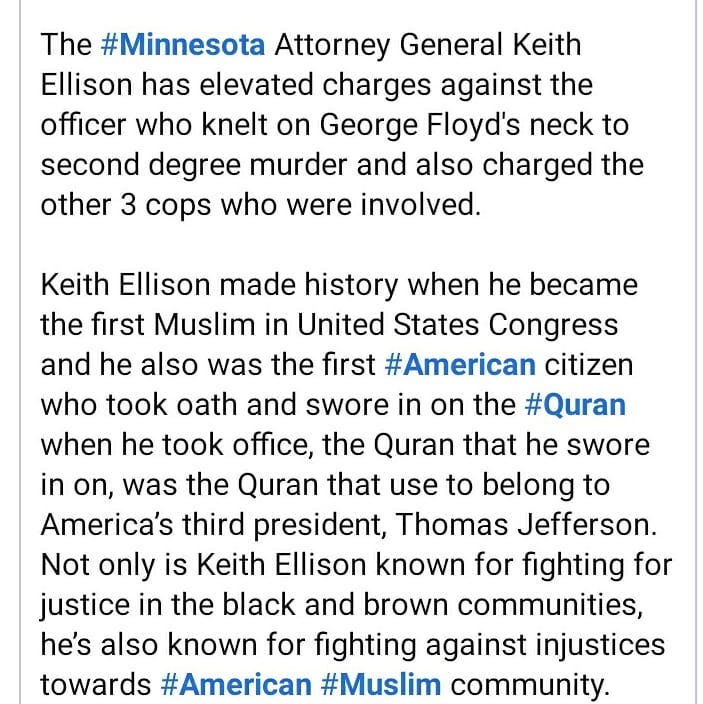 The #Minnesota Attorney General Keith
Ellison has elevated charges against the
officer who knelt on George Floyd's neck to
second degree murder and also charged the
other 3 cops who were involved.
Keith Ellison made history when he became
the first Muslim in United States Congress
and he also was the first #American citizen
who took oath and swore in on the #Quran
when he took office, the Quran that he swore
in on, was the Quran that use to belong to
America’s third president, Thomas Jefferson.
Not only is Keith Ellison known for fighting for
justice in the black and brown communities,
he’s also known for fighting against injustices
towards #American #Muslim community.